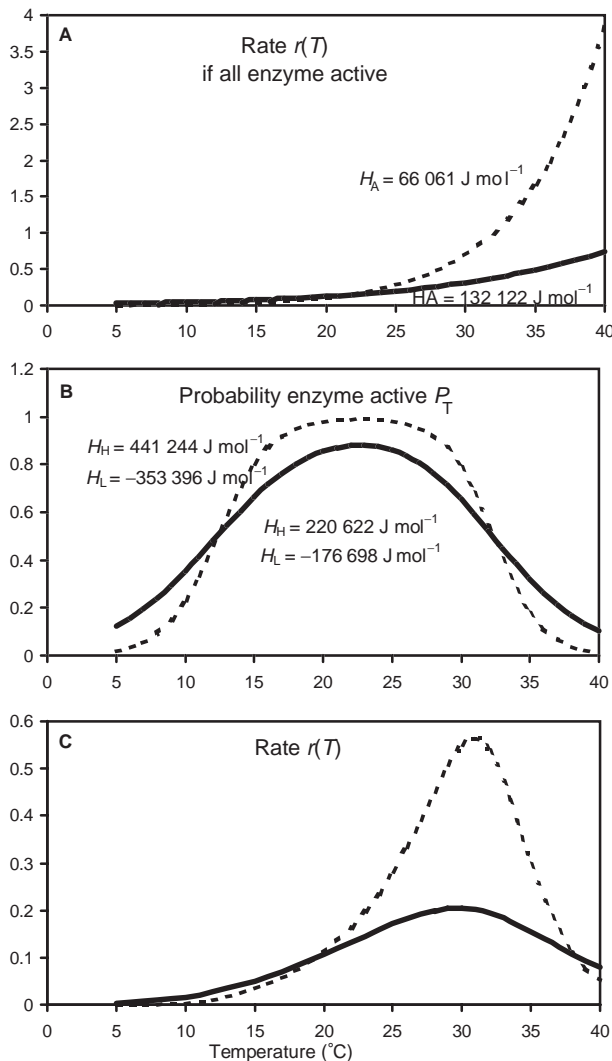 A
Rate r(T)
if all enzyme active
4
3.5
3
2.5
2
1.5
1
0.5
0
H_A = 66 061 J mol⁻¹
HA = 132 122 J mol⁻¹
0 5 10 15 20 25 30 35 40
B
Probability enzyme active P_T
1.2
1
0.8
0.6
0.4
0.2
0
H_H = 441 244 J mol⁻¹
H_L = −353 396 J mol⁻¹
H_H = 220 622 J mol⁻¹
H_L = −176 698 J mol⁻¹
0 5 10 15 20 25 30 35 40
C
Rate r(T)
0.6
0.5
0.4
0.3
0.2
0.1
0
0 5 10 15 20 25 30 35 40
Temperature (°C)